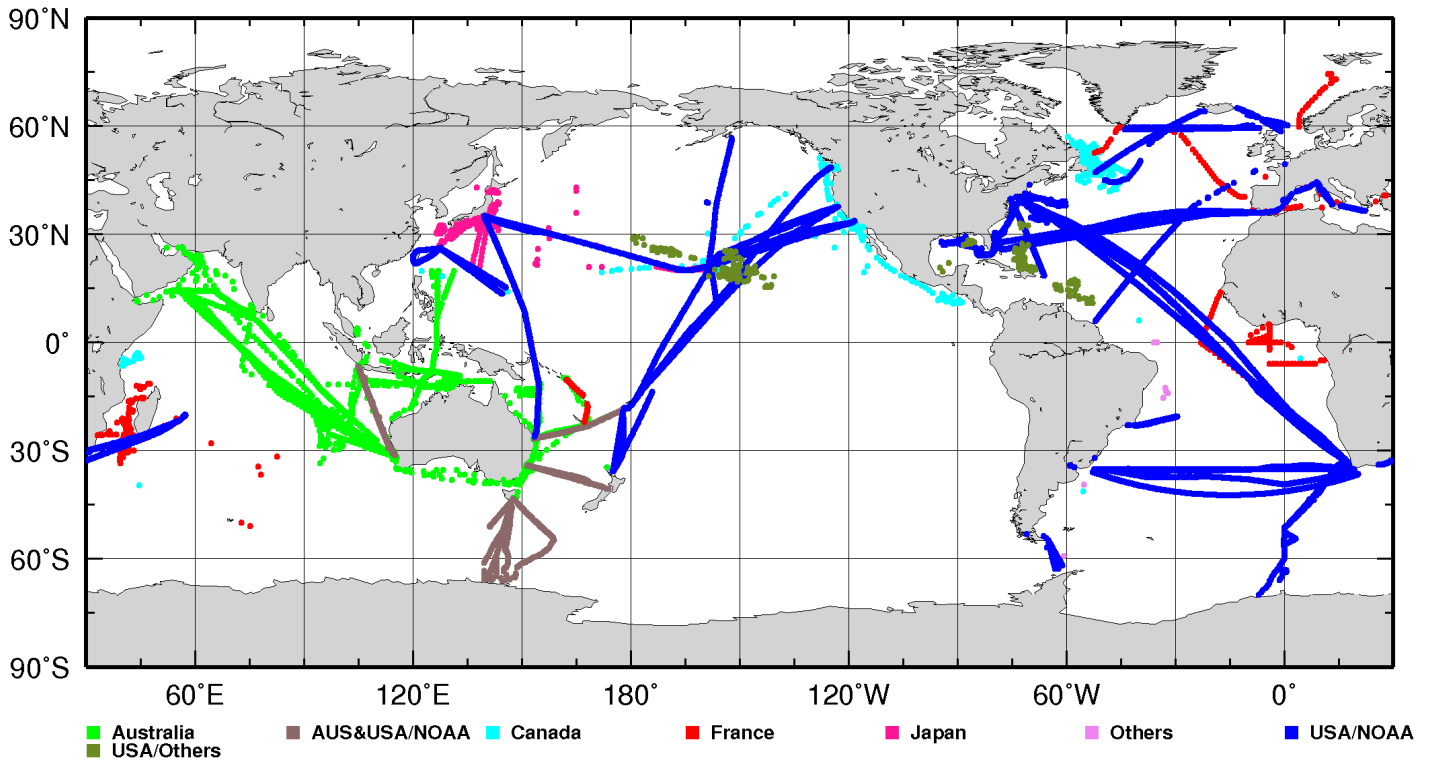 90°N
60°N
30°N
0°
30°S
60°S
90°S
60°E 120°E 180° 120°W 60°W 0°
Australia AUS&USA/NOAA Canada France Japan Others USA/NOAA
USA/Others